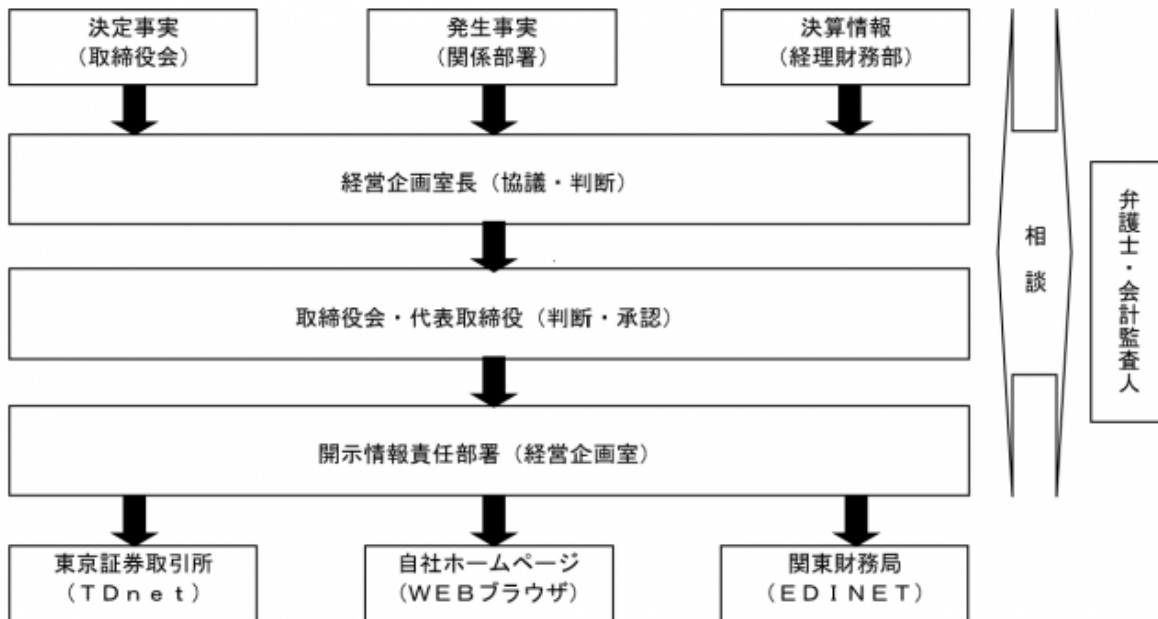 決定事実
（取締役会）
発生事実
（関係部署）
決算情報
（経理財務部）
経営企画室長（協議・判断）
取締役会・代表取締役（判断・承認）
開示情報責任部署（経営企画室）
東京証券取引所
（ＴＤｎｅｔ）
自社ホームページ
（ＷＥＢブラウザ）
関東財務局
（ＥＤＩＮＥＴ）
相談
弁護士・会計監査人